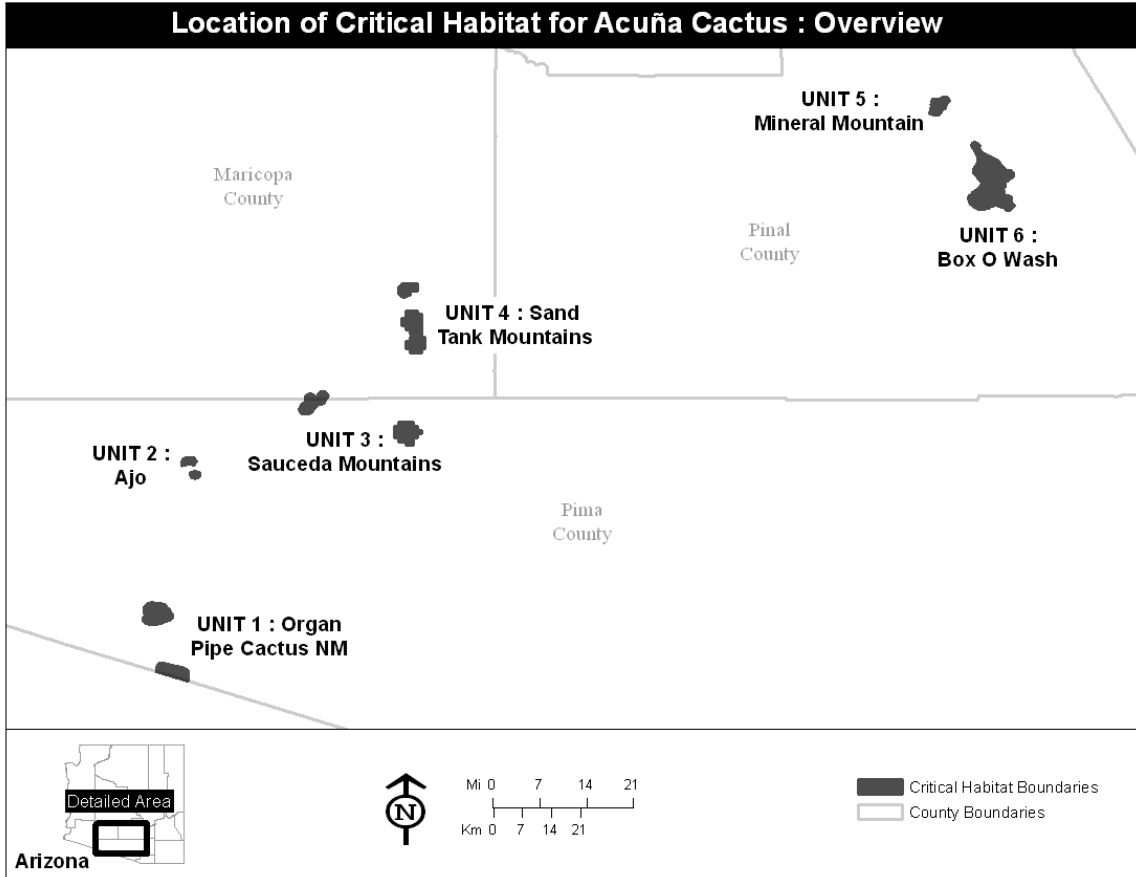 Location of Critical Habitat for Acuña Cactus : Overview
UNIT 5 :
Mineral Mountain
Maricopa
County
Pinal
County
UNIT 6 :
Box O Wash
UNIT 4 : Sand
Tank Mountains
UNIT 3 :
Sauceda Mountains
UNIT 2 :
Ajo
Pima
County
UNIT 1 : Organ
Pipe Cactus NM
Detailed Area
Arizona
N
Mi 0 7 14 21
Km 0 7 14 21
Critical Habitat Boundaries
County Boundaries